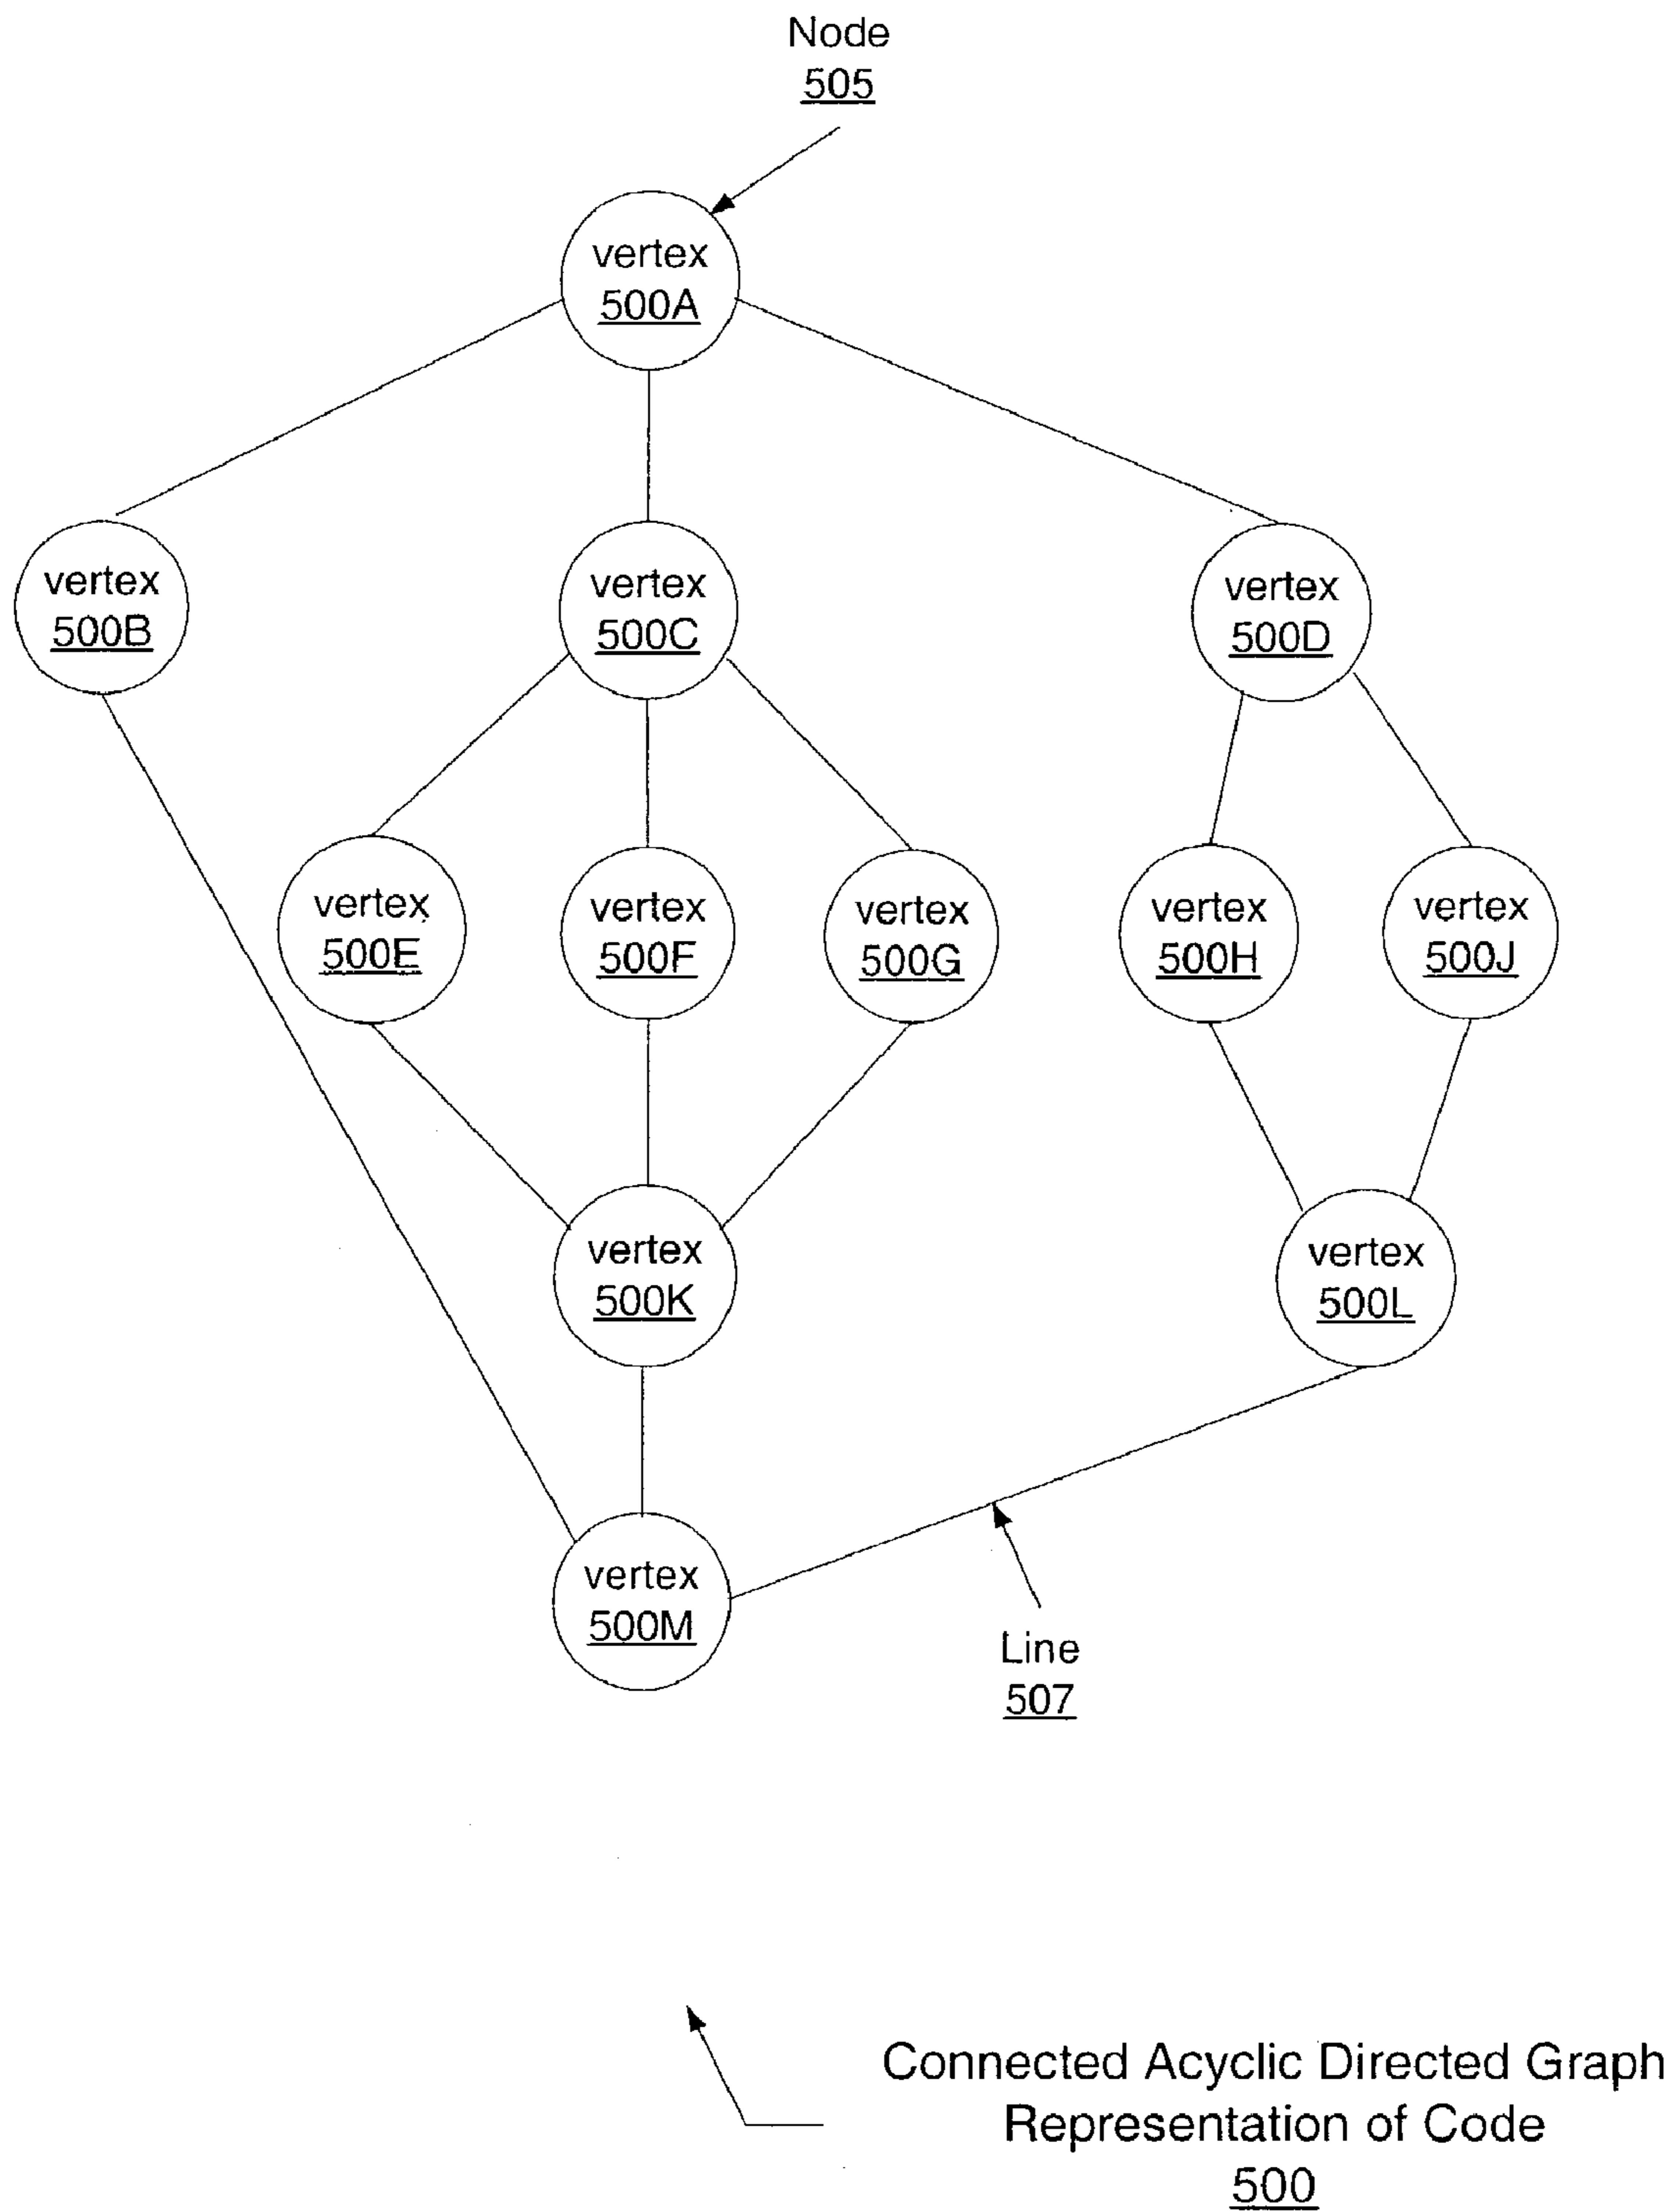 Node
505
vertex
500A
vertex
500B
vertex
500C
vertex
500D
vertex
500E
vertex
500F
vertex
500G
vertex
500H
vertex
500J
vertex
500K
vertex
500L
vertex
500M
Line
507
Connected Acyclic Directed Graph
Representation of Code
500